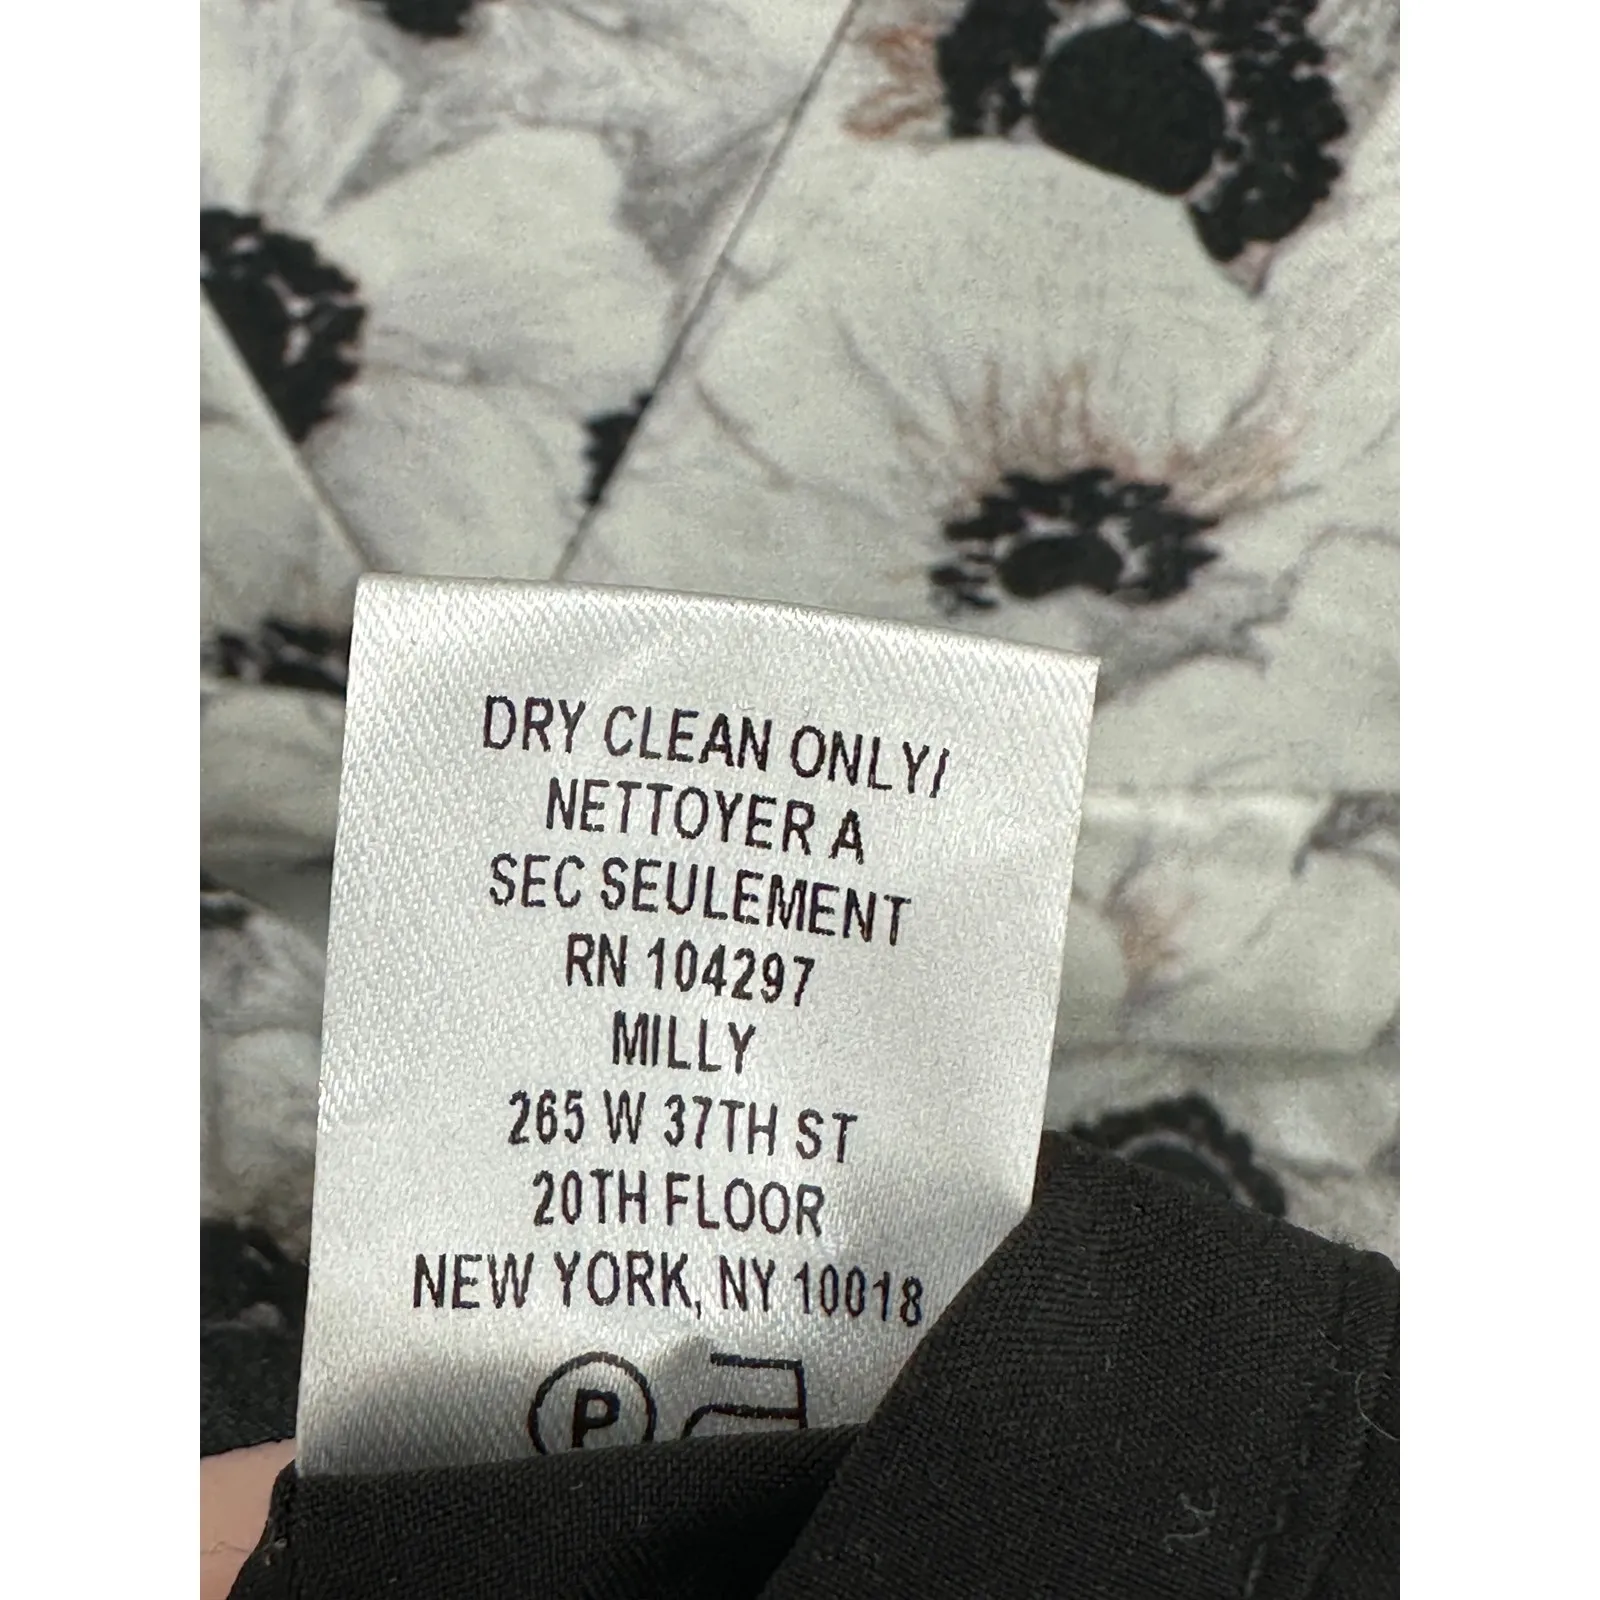 DRY CLEAN ONLY/
NETTOYER A
SEC SEULEMENT
RN 104297
MILLY
265 W 37TH ST
20TH FLOOR
NEW YORK, NY 10018
P